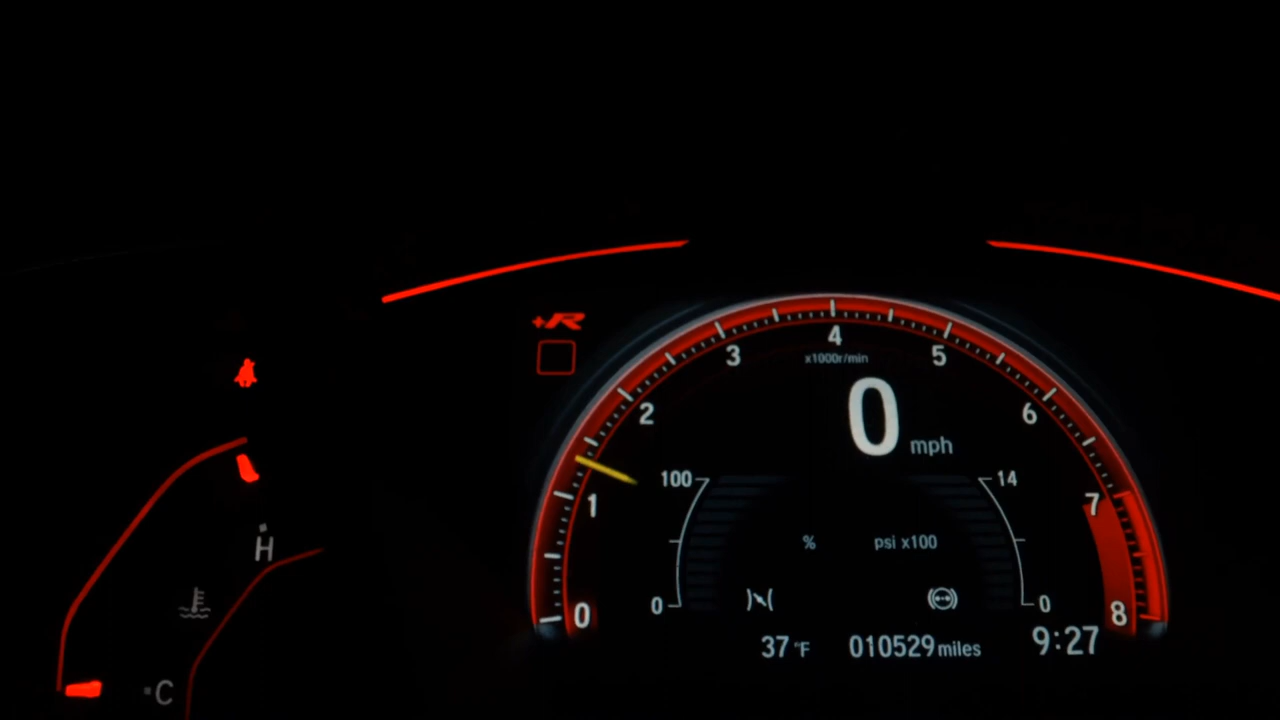 +R
4
3 5
x1000r/min
2 0 6
mph
100 14
1 7
H % psi x100
0 0
0 8
37 °F 010529 miles 9:27
C